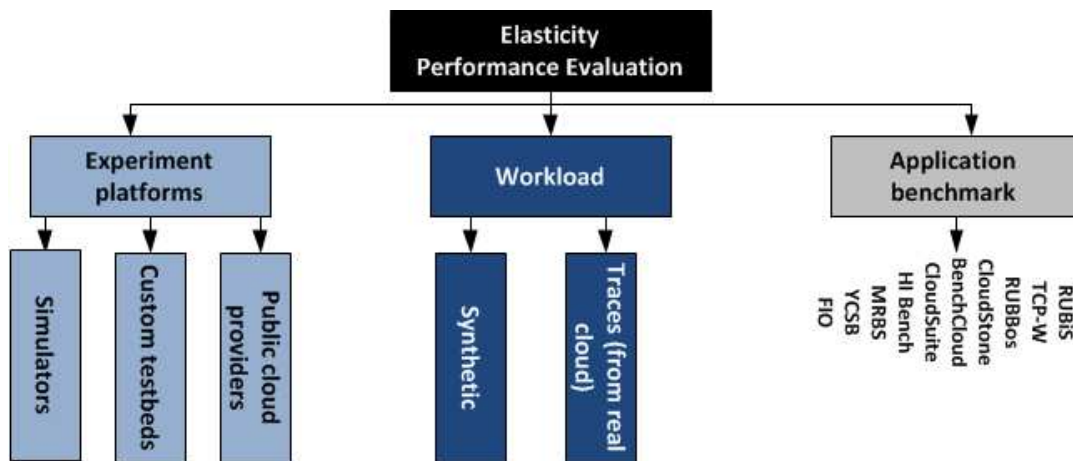 Elasticity
Performance Evaluation
Experiment
platforms
Workload
Application
benchmark
Simulators
Custom testbeds
Public cloud
providers
Synthetic
Traces (from real
cloud)
RUBiS
TCP-W
RUBBos
CloudStone
BenchCloud
CloudSuite
HI Bench
MRBS
YCSB
FIO